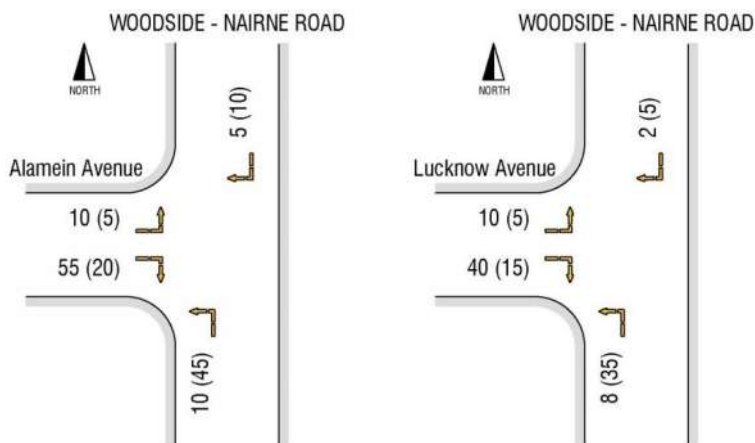 WOODSIDE - NAIRNE ROAD
NORTH
5 (10)
Alamein Avenue
10 (5)
55 (20)
10 (45)
WOODSIDE - NAIRNE ROAD
NORTH
2 (5)
Lucknow Avenue
10 (5)
40 (15)
8 (35)